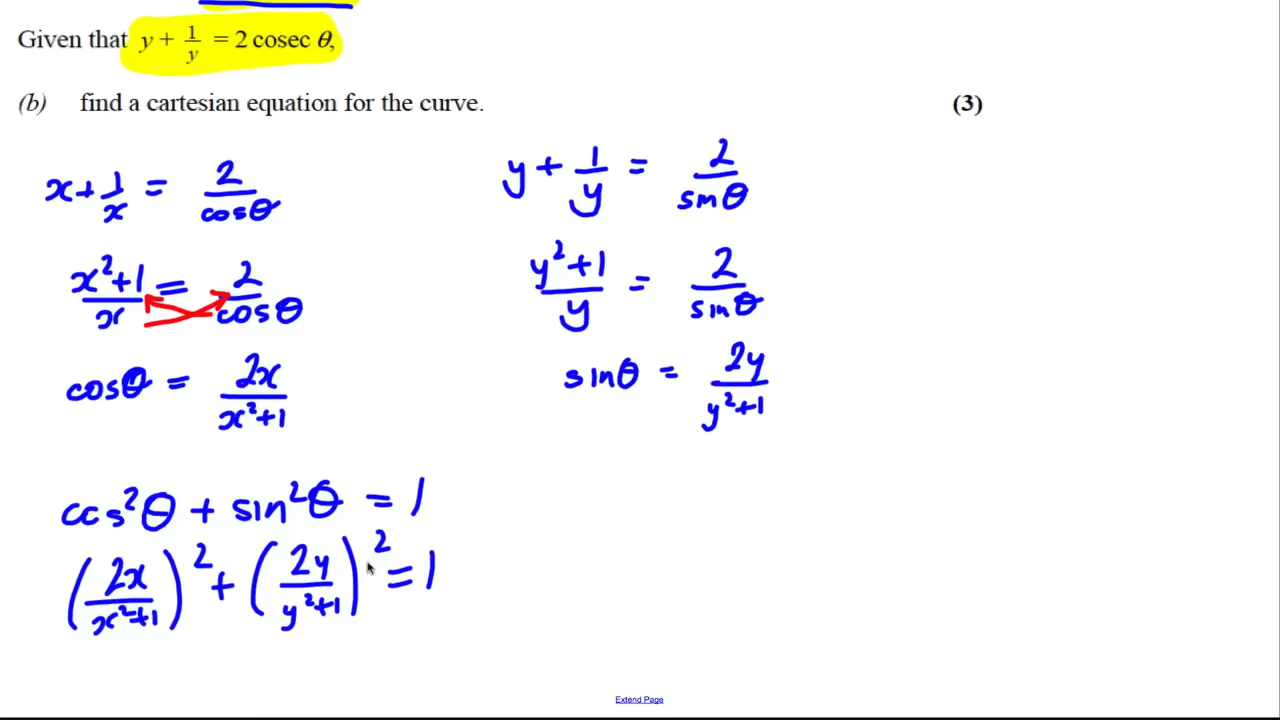 Given that y + 1/y = 2 cosec θ,
(b) find a cartesian equation for the curve. (3)
x + 1/x = 2/cosθ
y + 1/y = 2/sinθ
x²+1/x = 2/cosθ
y²+1/y = 2/sinθ
cosθ = 2x/x²+1
sinθ = 2y/y²+1
cos²θ + sin²θ = 1
(2x/x²+1)² + (2y/y²+1)² = 1
Extend Page